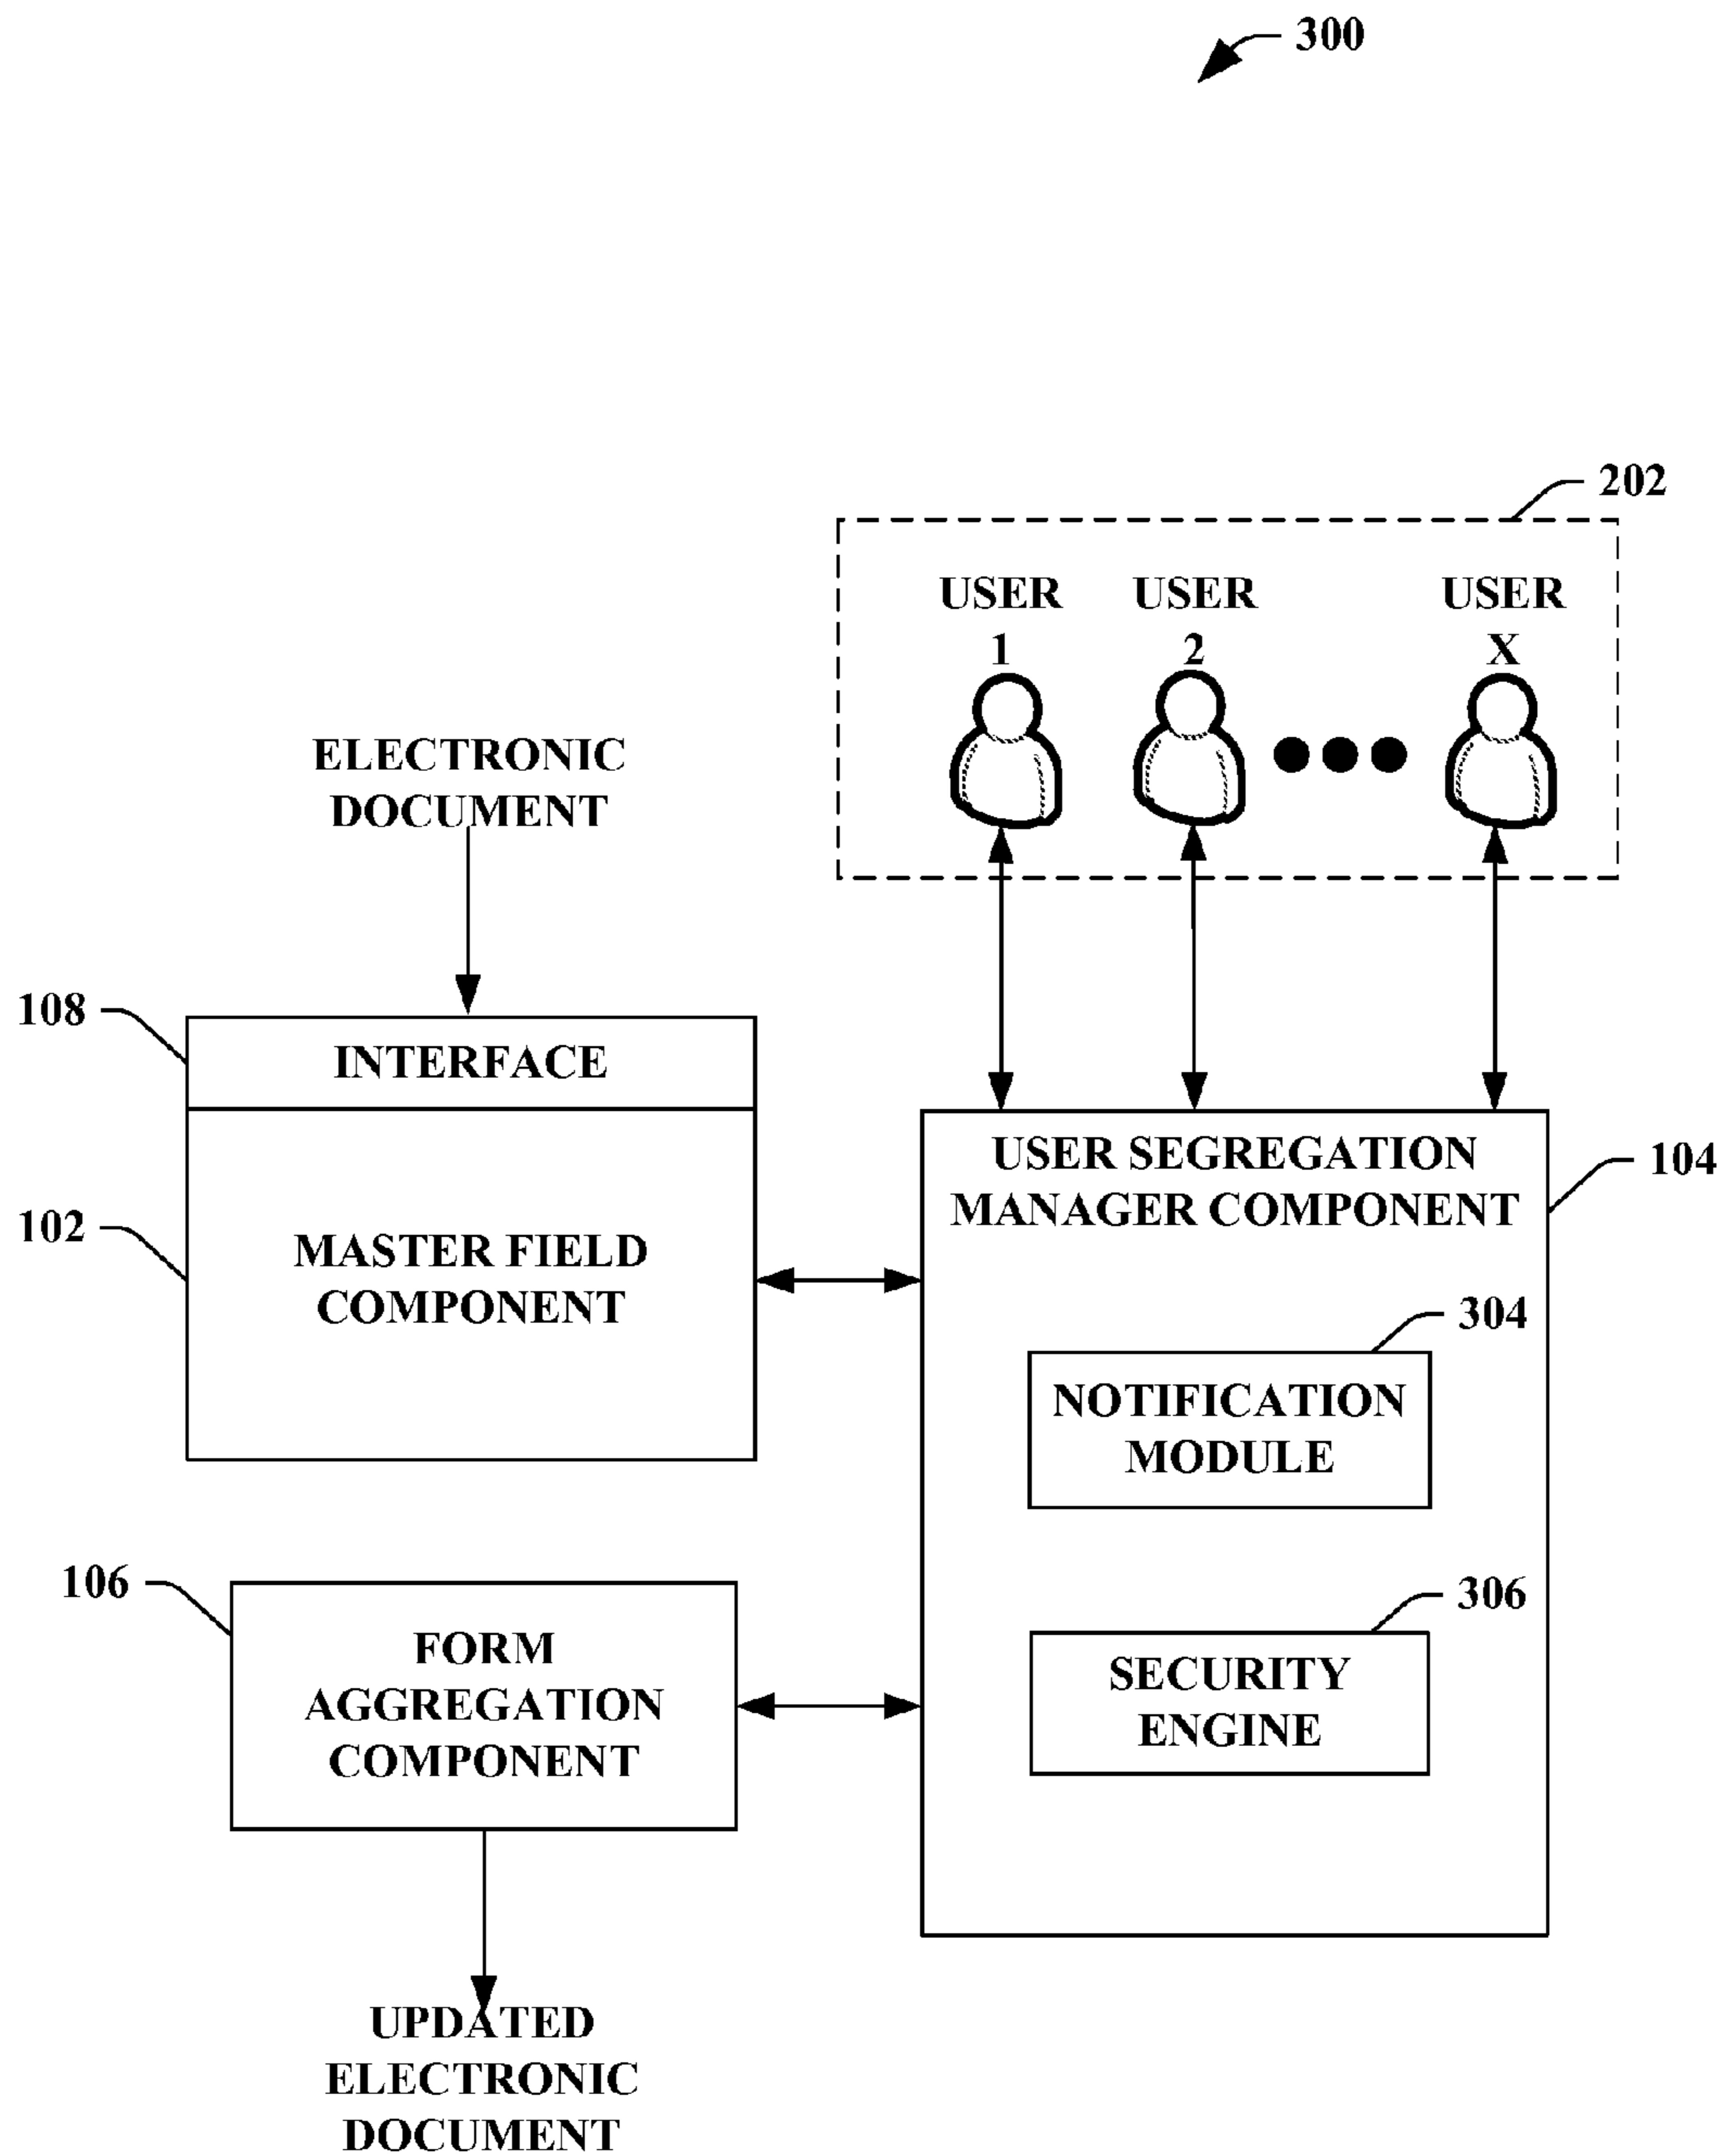 300
202
USER USER USER
1 2 X
ELECTRONIC
DOCUMENT
108
INTERFACE
102
MASTER FIELD
COMPONENT
USER SEGREGATION
MANAGER COMPONENT
104
304
NOTIFICATION
MODULE
306
SECURITY
ENGINE
106
FORM
AGGREGATION
COMPONENT
UPDATED
ELECTRONIC
DOCUMENT